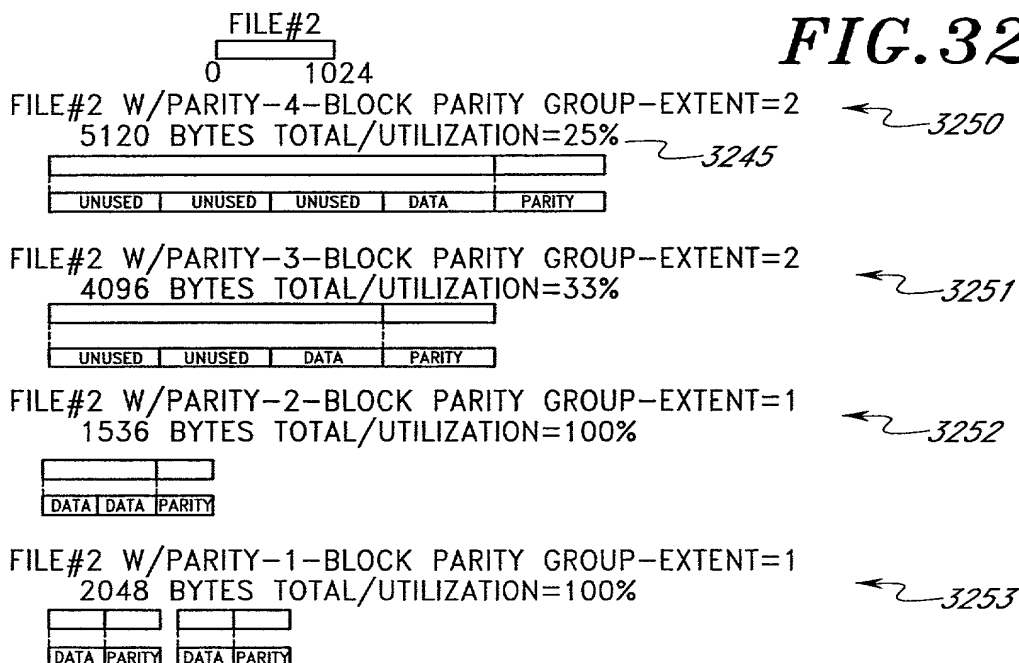 FILE#2
FIG.32
0 1024
FILE#2 W/PARITY-4-BLOCK PARITY GROUP-EXTENT=2
3250
5120 BYTES TOTAL/UTILIZATION=25%
3245
UNUSED UNUSED UNUSED DATA PARITY
FILE#2 W/PARITY-3-BLOCK PARITY GROUP-EXTENT=2
3251
4096 BYTES TOTAL/UTILIZATION=33%
UNUSED UNUSED DATA PARITY
FILE#2 W/PARITY-2-BLOCK PARITY GROUP-EXTENT=1
3252
1536 BYTES TOTAL/UTILIZATION=100%
DATA DATA PARITY
FILE#2 W/PARITY-1-BLOCK PARITY GROUP-EXTENT=1
3253
2048 BYTES TOTAL/UTILIZATION=100%
DATA PARITY DATA PARITY